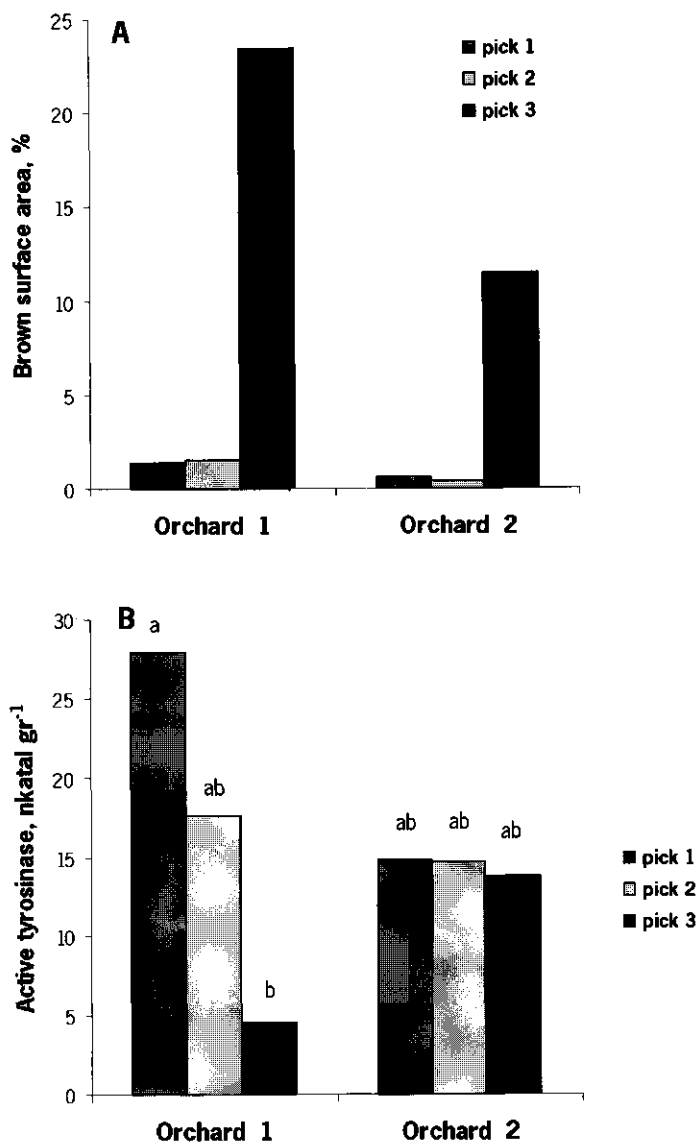 A
Brown surface area, %
25
20
15
10
5
0
pick 1
pick 2
pick 3
Orchard 1
Orchard 2
B
Active tyrosinase, nkatal gr⁻¹
30
25
20
15
10
5
0
a
ab
b
ab
ab
ab
pick 1
pick 2
pick 3
Orchard 1
Orchard 2